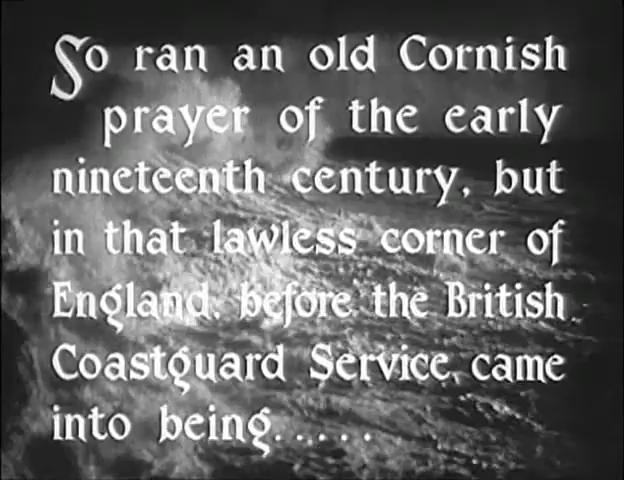 So ran an old Cornish
prayer of the early
nineteenth century, but
in that lawless corner of
England, before the British
Coastguard Service, came
into being.....